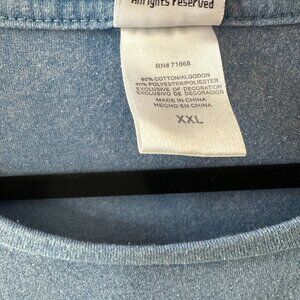 All rights reserved
RN# 71868
60% COTTON/ALGODON
40% POLYESTER/POLIESTER
EXCLUSIVE OF DECORATION
EXCLUSIVO DE DECORACION
MADE IN CHINA
HECHO EN CHINA
XXL